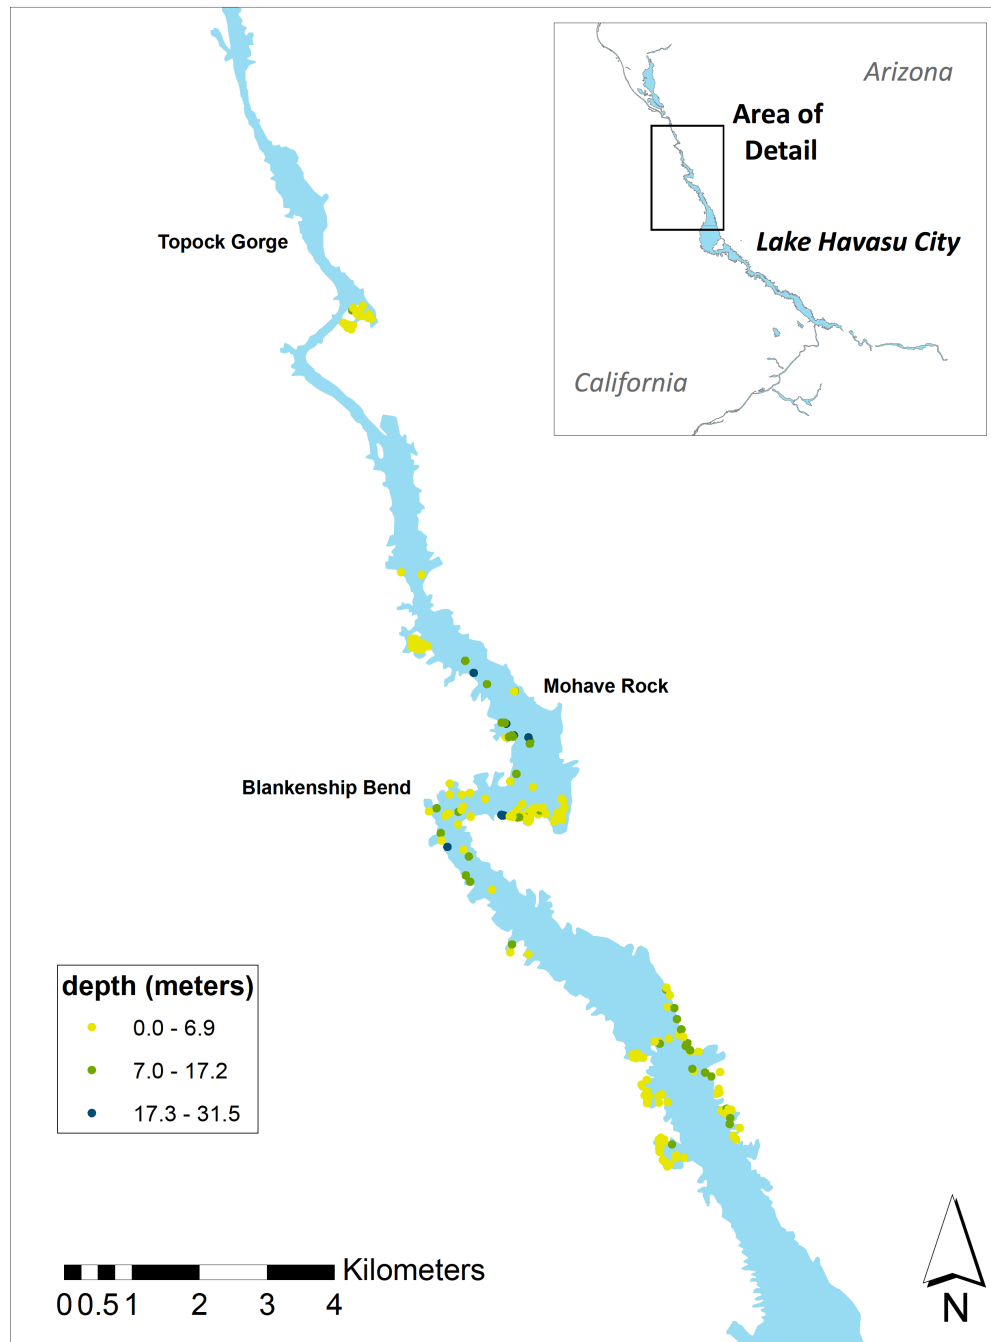 Arizona
Area of
Detail
Lake Havasu City
California
Topock Gorge
Mohave Rock
Blankenship Bend
depth (meters)
0.0 - 6.9
7.0 - 17.2
17.3 - 31.5
Kilometers
0 0.5 1 2 3 4
N